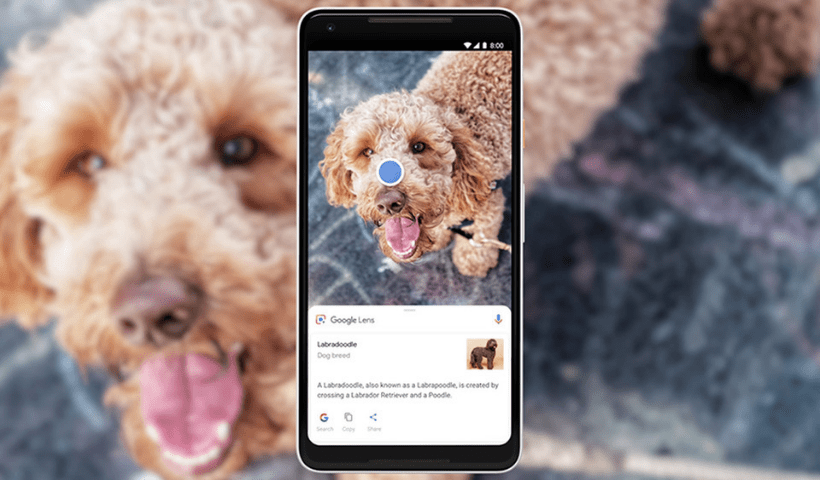 8:00
Google Lens
Labradoodle
Dog breed
A Labradoodle, also known as a Labrapoodle, is created by
crossing a Labrador Retriever and a Poodle.
Search Copy Share